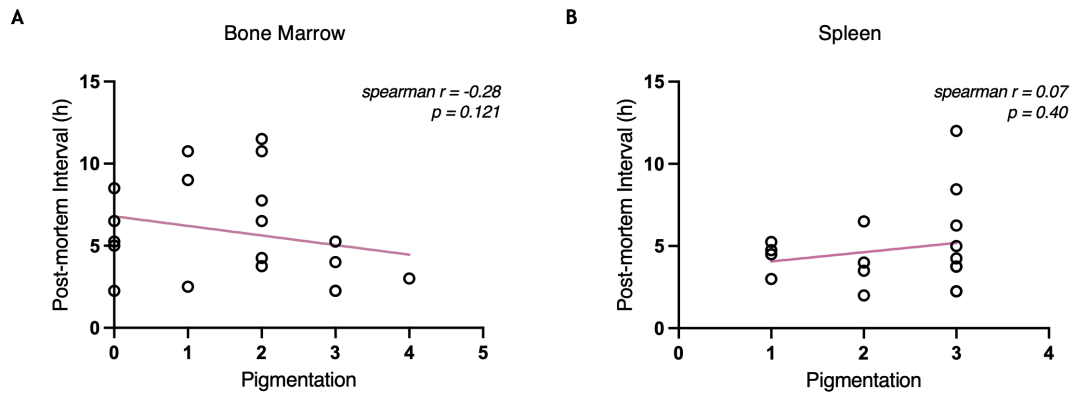 A
Bone Marrow
spearman r = -0.28
p = 0.121
Post-mortem Interval (h)
15
10
5
0
0 1 2 3 4 5
Pigmentation
B
Spleen
spearman r = 0.07
p = 0.40
Post-mortem Interval (h)
15
10
5
0
0 1 2 3 4
Pigmentation